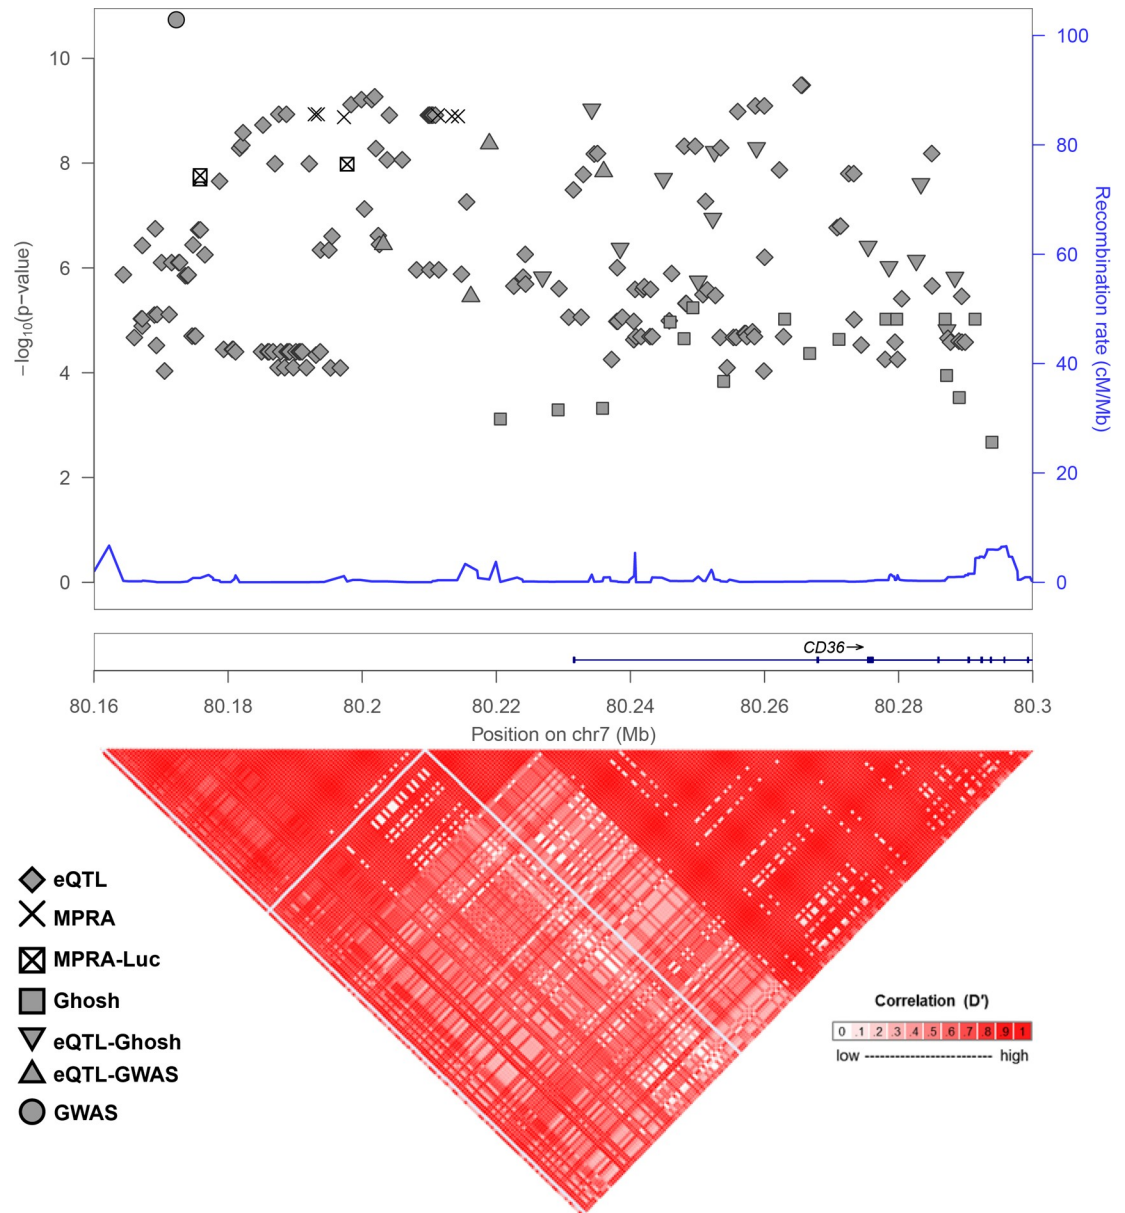 10
8
6
4
2
0
−log10(p−value)
100
80
60
40
20
0
Recombination rate (cM/Mb)
CD36→
80.16 80.18 80.2 80.22 80.24 80.26 80.28 80.3
Position on chr7 (Mb)
eQTL
MPRA
MPRA-Luc
Ghosh
eQTL-Ghosh
eQTL-GWAS
GWAS
Correlation (D')
0 .1 .2 .3 .4 .5 .6 .7 .8 .9 1
low ---------------------- high